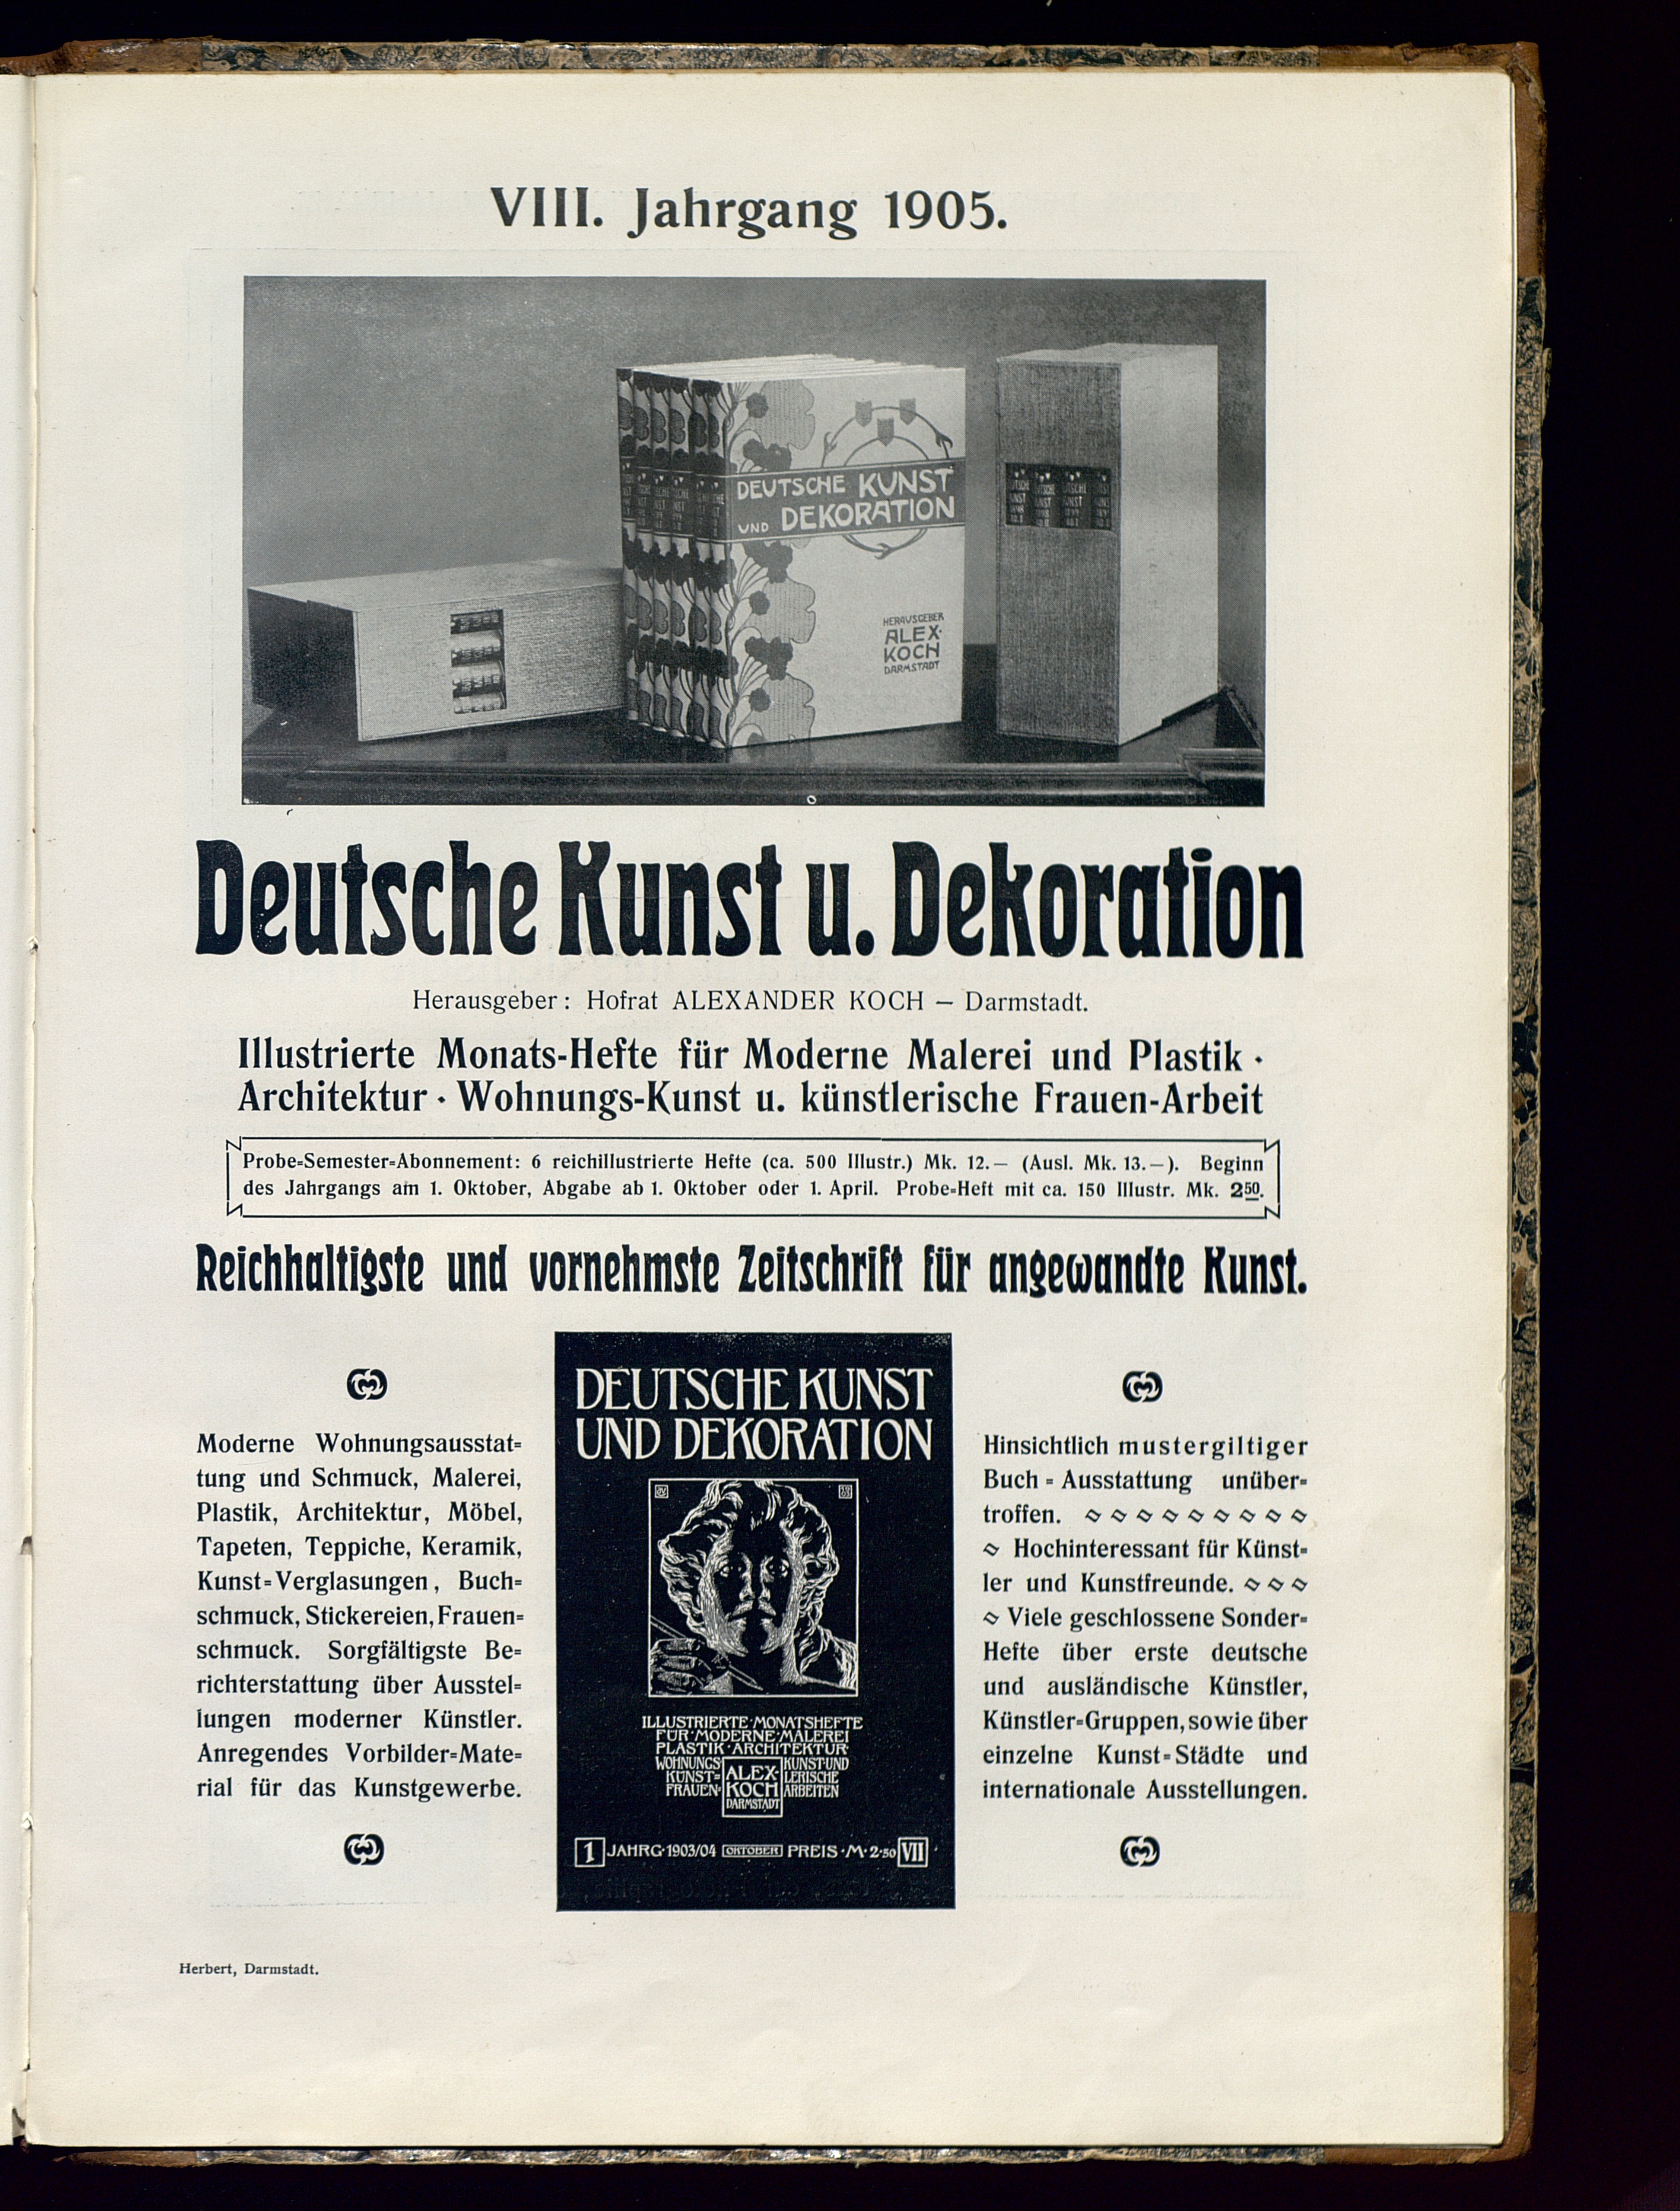 VIII. Jahrgang 1905.
DEUTSCHE KUNST
UND DEKORATION
HERAUSGEBER
ALEX·
KOCH
DARMSTADT
Deutsche Kunst u. Dekoration
Herausgeber: Hofrat ALEXANDER KOCH – Darmstadt.
Illustrierte Monats-Hefte für Moderne Malerei und Plastik ·
Architektur · Wohnungs-Kunst u. künstlerische Frauen-Arbeit
Probe-Semester-Abonnement: 6 reichillustrierte Hefte (ca. 500 Illustr.) Mk. 12.– (Ausl. Mk. 13.–). Beginn
des Jahrgangs am 1. Oktober, Abgabe ab 1. Oktober oder 1. April. Probe-Heft mit ca. 150 Illustr. Mk. 2 50.
Reichhaltigste und vornehmste Zeitschrift für angewandte Kunst.
Moderne Wohnungsausstat-
tung und Schmuck, Malerei,
Plastik, Architektur, Möbel,
Tapeten, Teppiche, Keramik,
Kunst-Verglasungen, Buch-
schmuck, Stickereien, Frauen-
schmuck. Sorgfältigste Be-
richterstattung über Ausstel-
lungen moderner Künstler.
Anregendes Vorbilder-Mate-
rial für das Kunstgewerbe.
DEUTSCHE KUNST
UND DEKORATION
ILLUSTRIERTE·MONATSHEFTE
FÜR·MODERNE·MALEREI
PLASTIK·ARCHITEKTUR·
WOHNUNGS KUNST·UND
KÜNST- LERISCHE
FRAUEN- ARBEITEN
ALEX·
KOCH
DARMSTADT
1 JAHRG·1903/04 OKTOBER PREIS·M·2·50 VII
Hinsichtlich mustergiltiger
Buch-Ausstattung unüber-
troffen.
Hochinteressant für Künst-
ler und Kunstfreunde.
Viele geschlossene Sonder-
Hefte über erste deutsche
und ausländische Künstler,
Künstler-Gruppen, sowie über
einzelne Kunst-Städte und
internationale Ausstellungen.
Herbert, Darmstadt.